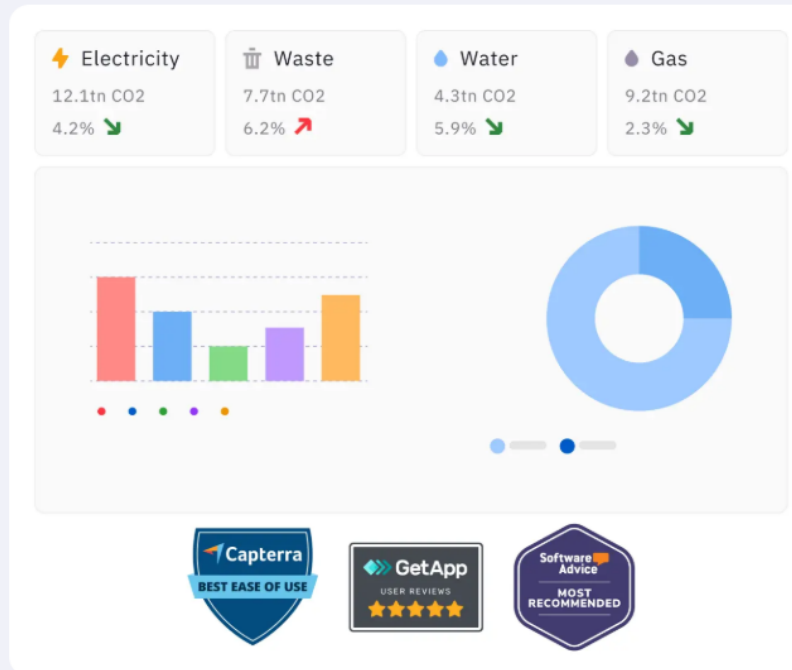 Electricity
12.1tn CO2
4.2%
Waste
7.7tn CO2
6.2%
Water
4.3tn CO2
5.9%
Gas
9.2tn CO2
2.3%
Capterra
BEST EASE OF USE
GetApp
USER REVIEWS
Software
Advice
MOST
RECOMMENDED